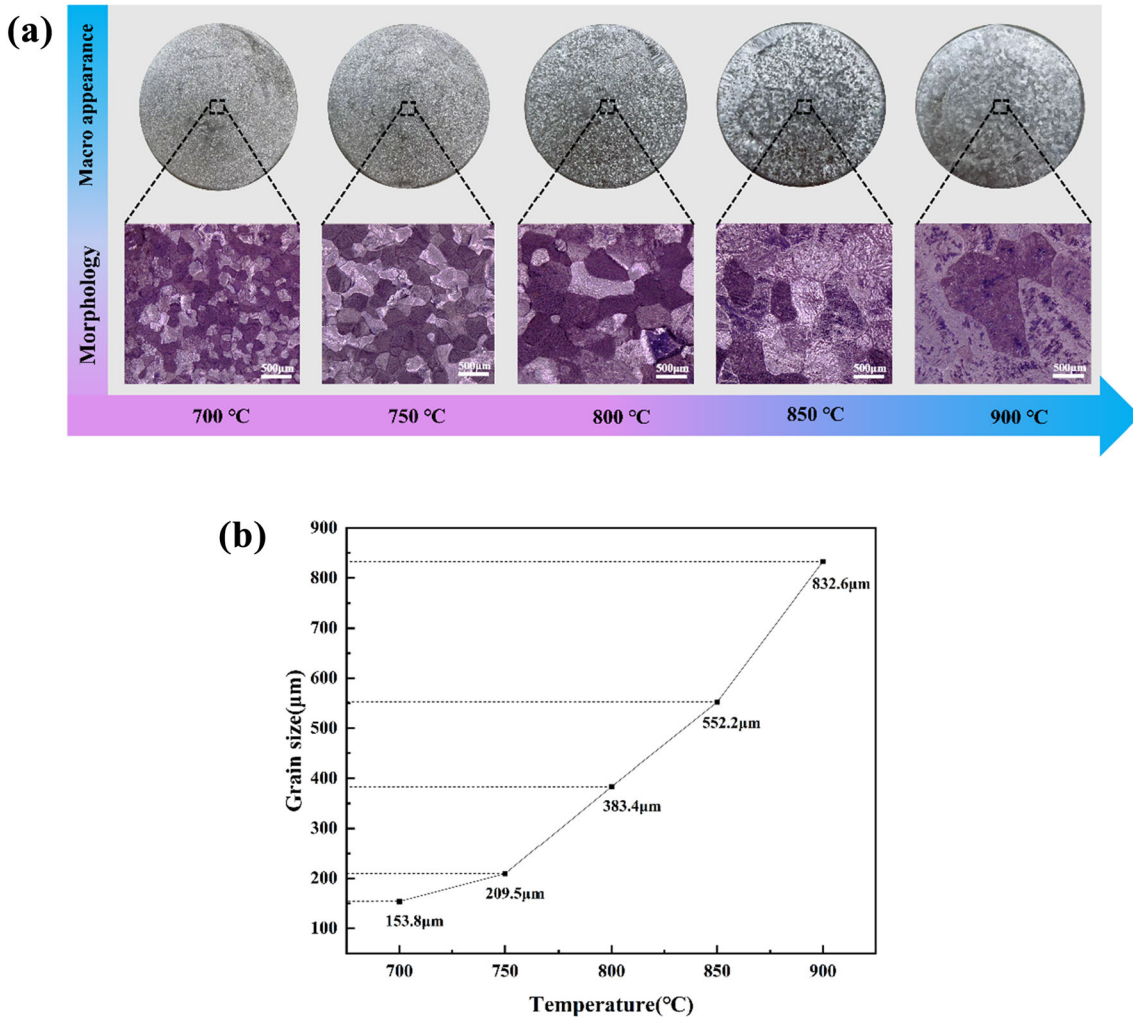 (a)
Macro appearance
Morphology
500μm
500μm
500μm
500μm
500μm
700 ℃
750 ℃
800 ℃
850 ℃
900 ℃
(b)
Grain size(μm)
900
800
700
600
500
400
300
200
100
832.6μm
552.2μm
383.4μm
209.5μm
153.8μm
700
750
800
850
900
Temperature(℃)